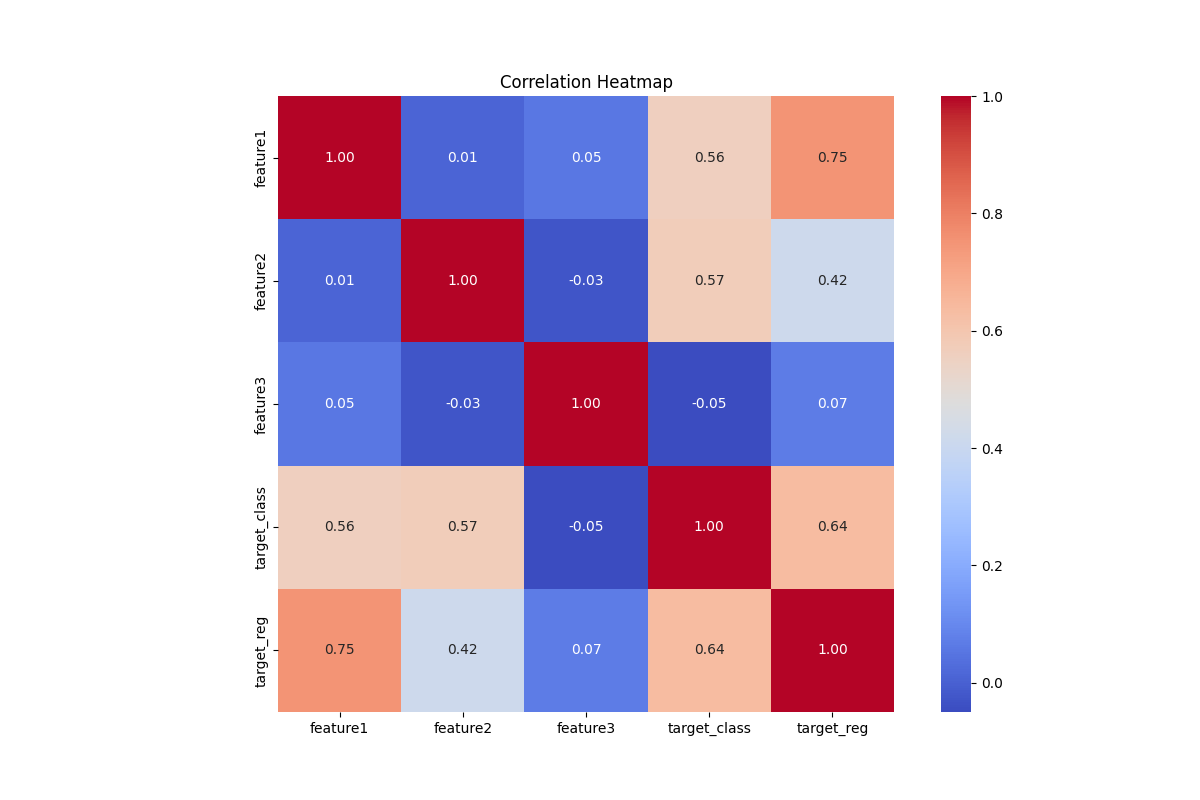 Correlation Heatmap
feature1 1.00 0.01 0.05 0.56 0.75
feature2 0.01 1.00 -0.03 0.57 0.42
feature3 0.05 -0.03 1.00 -0.05 0.07
target_class 0.56 0.57 -0.05 1.00 0.64
target_reg 0.75 0.42 0.07 0.64 1.00
feature1 feature2 feature3 target_class target_reg
1.0
0.8
0.6
0.4
0.2
0.0